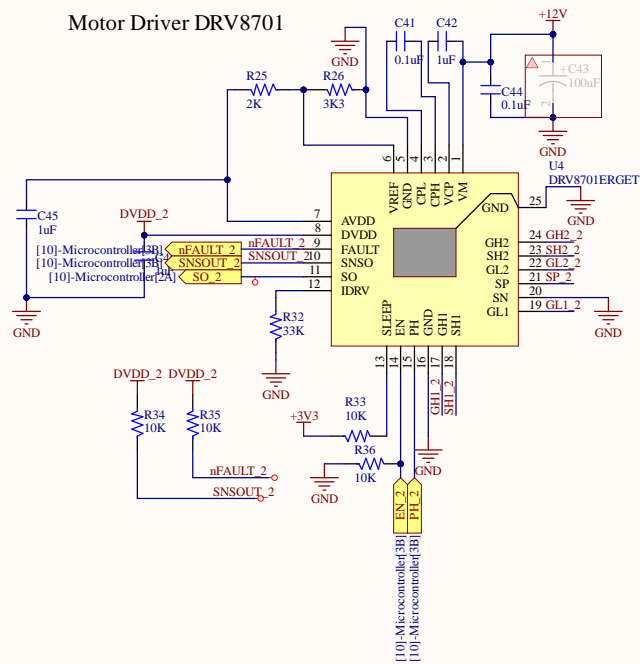 Motor Driver DRV8701
+12V
C41
0.1uF
C42
1uF
1
+C43
100uF
2
C44
0.1uF
GND
GND
R25
2K
R26
3K3
U4
DRV8701ERGET
6 5 4 3 2 1
VREF GND CPL CPH VCP VM
C45
1uF
DVDD_2
GND
7 AVDD
8 DVDD
[10]-Microcontroller[3B] nFAULT_2 nFAULT_2 9 FAULT
[10]-Microcontroller[3B] SNSOUT_2 SNSOUT_2 10 SNSO
[10]-Microcontroller[2A] SO_2 11 SO
12 IDRV
1uF
GND 25
GND
GH2 24 GH2_2
SH2 23 SH2_2
GL2 22 GL2_2
SP 21 SP_2
SN 20
GL1 19 GL1_2
GND
GND
R32
33K
GND
SLEEP EN PH GND GH1 SH1
13 14 15 16 17 18
GH1_2
SH1_2
DVDD_2 DVDD_2
R34
10K
R35
10K
nFAULT_2
SNSOUT_2
+3V3
R33
10K
R36
10K
GND
GND
EN_2
PH_2
[10]-Microcontroller[3B]
[10]-Microcontroller[3B]